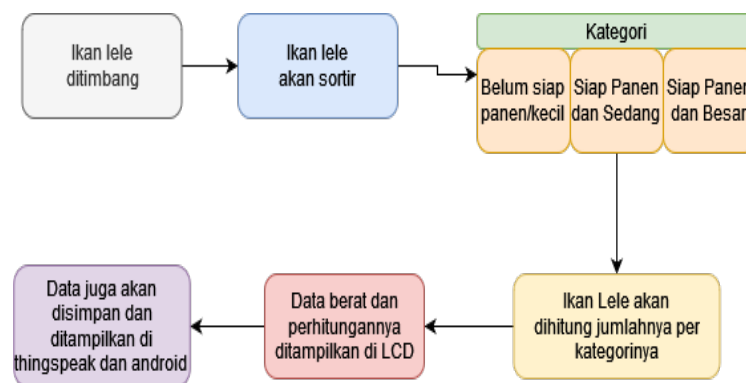 Ikan lele
ditimbang
Ikan lele
akan sortir
Kategori
Belum siap
panen/kecil
Siap Panen
dan Sedang
Siap Panen
dan Besar
Ikan Lele akan
dihitung jumlahnya per
kategorinya
Data berat dan
perhitungannya
ditampilkan di LCD
Data juga akan
disimpan dan
ditampilkan di
thingspeak dan android